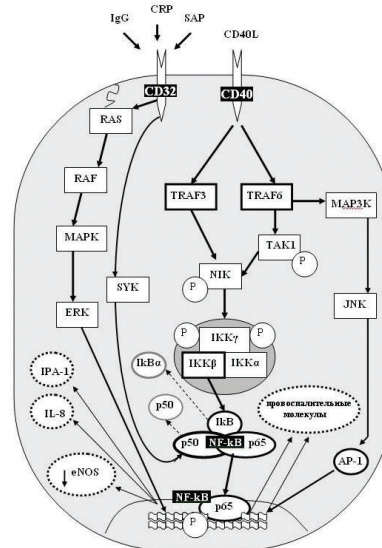 CRP
IgG
SAP
CD40L
CD32
CD40
RAS
RAF
MAPK
ERK
SYK
TRAF3
TRAF6
MAP3K
TAK1
P
NIK
P
JNK
P
P
IKKγ
IKKβ
IKKα
IkBα
IPA-1
IL-8
eNOS
p50
IkB
p50
NF-kB
p65
провоспалительные
молекулы
AP-1
NF-kB
p65
P